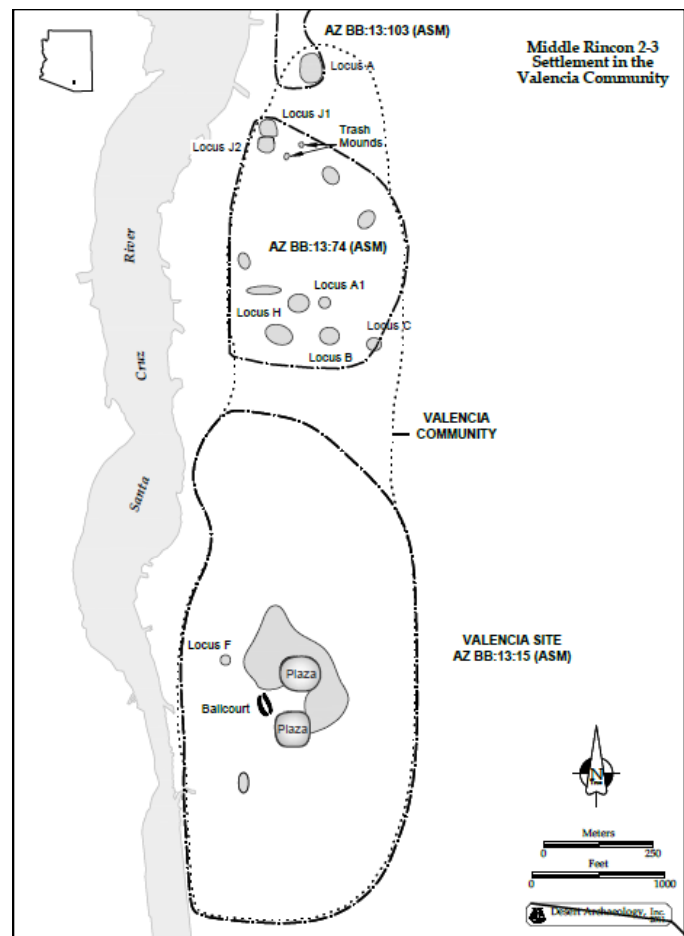 AZ BB:13:103 (ASM)
Middle Rincon 2-3
Settlement in the
Valencia Community
Locus A
Locus J1
Trash
Mounds
Locus J2
River
AZ BB:13:74 (ASM)
Locus A1
Locus H
Locus C
Locus B
Cruz
VALENCIA
COMMUNITY
Santa
VALENCIA SITE
AZ BB:13:15 (ASM)
Locus F
Plaza
Ballcourt
Plaza
N
Meters
0 250
Feet
0 1000
Desert Archaeology, Inc.